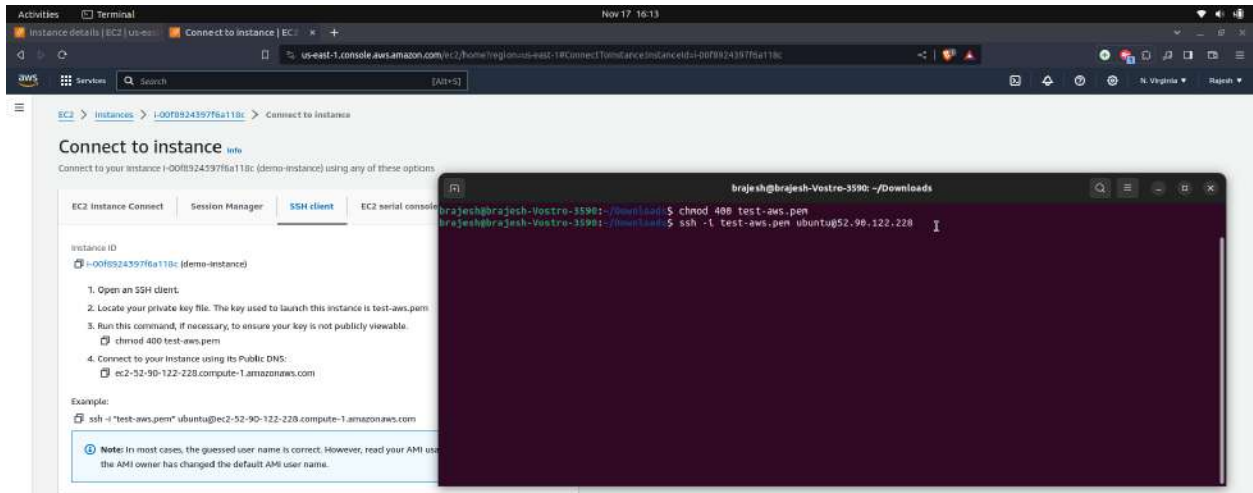 Activities Terminal Nov 17 16:13
Instance details | EC2 | us-eas Connect to instance | EC
us-east-1.console.aws.amazon.com/ec2/home?region=us-east-1#ConnectToInstance:instanceId=i-00f8924397f6a118c
aws Services Search [Alt+S] N. Virginia Rajesh
EC2 > Instances > i-00f8924397f6a118c > Connect to instance
Connect to instance Info
Connect to your instance i-00f8924397f6a118c (demo-instance) using any of these options
EC2 Instance Connect Session Manager SSH client EC2 serial console
Instance ID
i-00f8924397f6a118c (demo-instance)
1. Open an SSH client.
2. Locate your private key file. The key used to launch this instance is test-aws.pem
3. Run this command, if necessary, to ensure your key is not publicly viewable.
chmod 400 test-aws.pem
4. Connect to your instance using its Public DNS:
ec2-52-90-122-228.compute-1.amazonaws.com
Example:
ssh -i "test-aws.pem" ubuntu@ec2-52-90-122-228.compute-1.amazonaws.com
Note: In most cases, the guessed user name is correct. However, read your AMI usa
the AMI owner has changed the default AMI user name.
brajesh@brajesh-Vostro-3590: ~/Downloads
brajesh@brajesh-Vostro-3590:~/Downloads$ chmod 400 test-aws.pem
brajesh@brajesh-Vostro-3590:~/Downloads$ ssh -i test-aws.pem ubuntu@52.90.122.228